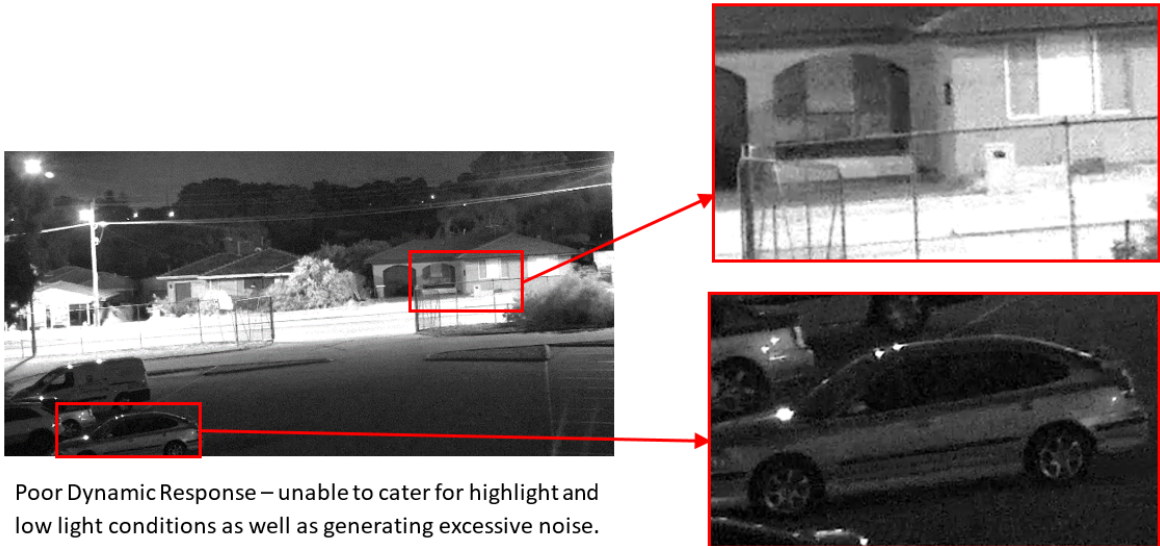 Poor Dynamic Response – unable to cater for highlight and
low light conditions as well as generating excessive noise.